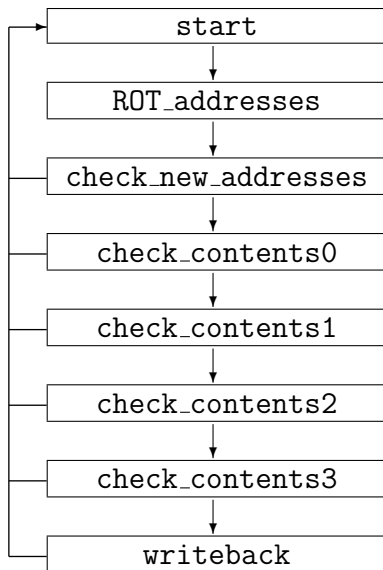 start
ROT_addresses
check_new_addresses
check_contents0
check_contents1
check_contents2
check_contents3
writeback